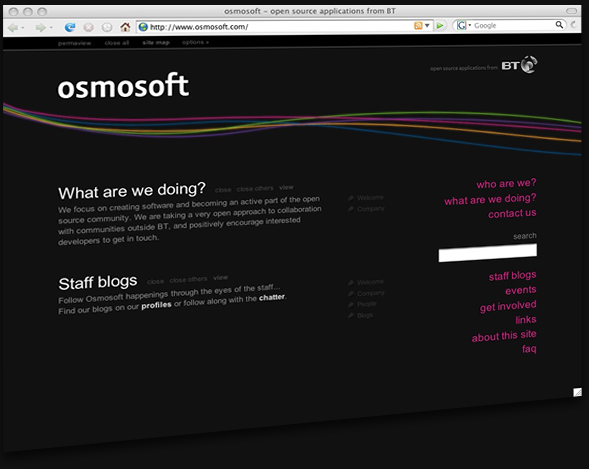 osmosoft – open source applications from BT
http://www.osmosoft.com/
Google
permaview close all site map options »
open source applications from BT
osmosoft
What are we doing? close close others view
We focus on creating software and becoming an active part of the open
source community. We are taking a very open approach to collaboration
with communities outside BT, and positively encourage interested
developers to get in touch.
Welcome
Company
Staff blogs close close others view
Follow Osmosoft happenings through the eyes of the staff...
Find our blogs on our profiles or follow along with the chatter.
Welcome
Company
People
Blogs
who are we?
what are we doing?
contact us
search
staff blogs
events
get involved
links
about this site
faq